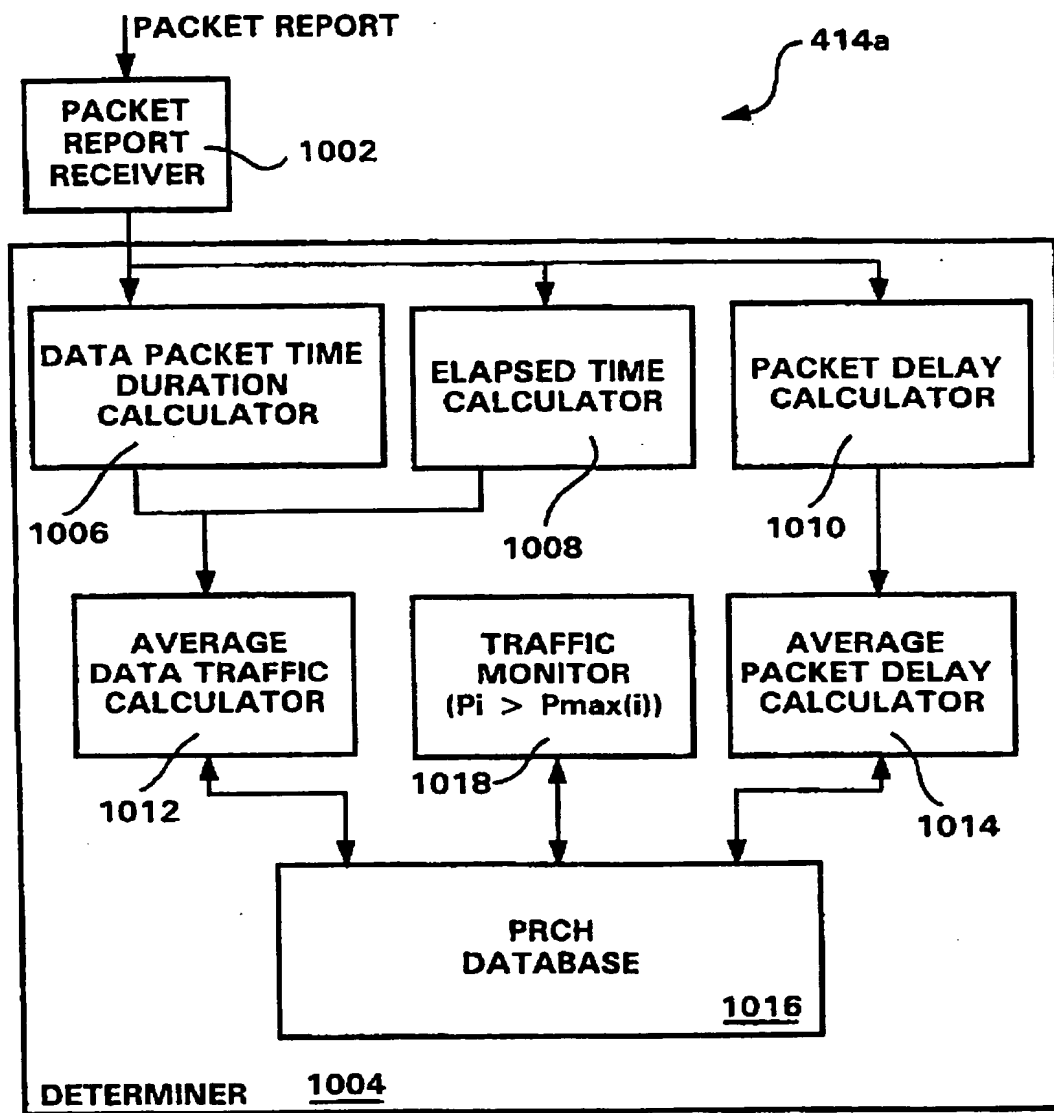 PACKET REPORT
414a
PACKET
REPORT
RECEIVER
1002
DATA PACKET TIME
DURATION
CALCULATOR
ELAPSED TIME
CALCULATOR
PACKET DELAY
CALCULATOR
1006
1008
1010
AVERAGE
DATA TRAFFIC
CALCULATOR
TRAFFIC
MONITOR
(Pi > Pmax(i))
AVERAGE
PACKET DELAY
CALCULATOR
1012
1018
1014
PRCH
DATABASE
1016
DETERMINER 1004